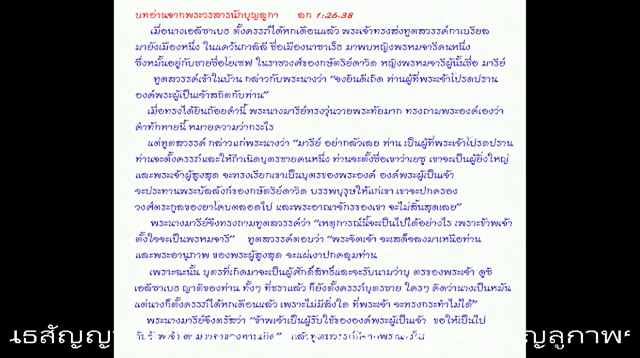 บทอ่านจากพระวรสารนักบุญลูกา ลก 1:26-38
เมื่อนางเอลีซาเบธ ตั้งครรภ์ได้หกเดือนแล้ว พระเจ้าทรงส่งทูตสวรรค์กาเบรียล
มายังเมืองหนึ่ง ในแคว้นกาลิลี ชื่อเมืองนาซาเร็ธ มาพบหญิงพรหมจารีคนหนึ่ง
ซึ่งหมั้นอยู่กับชายชื่อโยเซฟ ในราชวงศ์ของกษัตริย์ดาวิด หญิงพรหมจารีผู้นั้นชื่อ มารีย์
ทูตสวรรค์เข้าในบ้าน กล่าวกับพระนางว่า "จงยินดีเถิด ท่านผู้ที่พระเจ้าโปรดปราน
องค์พระผู้เป็นเจ้าสถิตกับท่าน"
เมื่อทรงได้ยินถ้อยคำนี้ พระนางมารีย์ทรงวุ่นวายพระทัยมาก ทรงถามพระองค์เองว่า
คำทักทายนี้ หมายความว่ากระไร
แต่ทูตสวรรค์ กล่าวแก่พระนางว่า "มารีย์ อย่ากลัวเลย ท่าน เป็นผู้ที่พระเจ้าโปรดปราน
ท่านจะตั้งครรภ์และให้กำเนิดบุตรชายคนหนึ่ง ท่านจะตั้งชื่อเขาว่าเยซู เขาจะเป็นผู้ยิ่งใหญ่
และพระเจ้าผู้สูงสุด จะทรงเรียกเขาเป็นบุตรของพระองค์ องค์พระผู้เป็นเจ้า
จะประทานพระบัลลังก์ของกษัตริย์ดาวิด บรรพบุรุษให้แก่เขา เขาจะปกครอง
วงศ์ตระกูลของยาโคบตลอดไป และพระอาณาจักรของเขา จะไม่สิ้นสุดเลย"
พระนางมารีย์จึงทรงถามทูตสวรรค์ว่า "เหตุการณ์นี้จะเป็นไปได้อย่างไร เพราะข้าพเจ้า
ตั้งใจจะเป็นพรหมจารี" ทูตสวรรค์ตอบว่า "พระจิตเจ้า จะเสด็จลงมาเหนือท่าน
และพระอานุภาพ ของพระผู้สูงสุด จะแผ่เงาปกคลุมท่าน
เพราะฉะนั้น บุตรที่เกิดมาจะเป็นผู้ศักดิ์สิทธิ์และจะรับนามว่าบุ ตรของพระเจ้า ดูซิ
เอลีซาเบธ ญาติของท่าน ทั้งๆ ที่ชราแล้ว ก็ยังตั้งครรภ์บุตรชาย ใครๆ คิดว่านางเป็นหมัน
แต่นางก็ตั้งครรภ์ได้หกเดือนแล้ว เพราะไม่มีสิ่งใด ที่พระเจ้า จะทรงกระทำไม่ได้"
พระนางมารีย์จึงตรัสว่า "ข้าพเจ้าเป็นผู้รับใช้ขององค์พระผู้เป็นเจ้า ขอให้เป็นไป